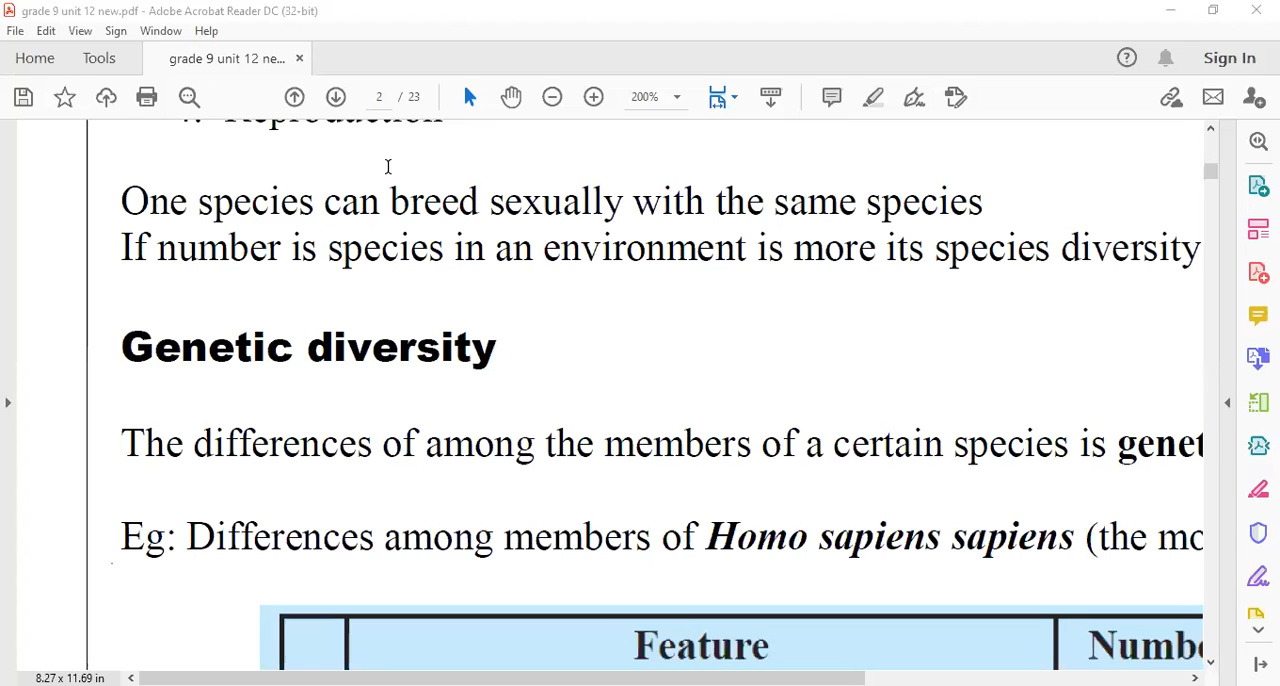 grade 9 unit 12 new.pdf - Adobe Acrobat Reader DC (32-bit)
File Edit View Sign Window Help
Home Tools grade 9 unit 12 ne... × Sign In
2 / 23 200%
One species can breed sexually with the same species
If number is species in an environment is more its species diversity
Genetic diversity
The differences of among the members of a certain species is genet
Eg: Differences among members of Homo sapiens sapiens (the mo
Feature Numbe
8.27 x 11.69 in